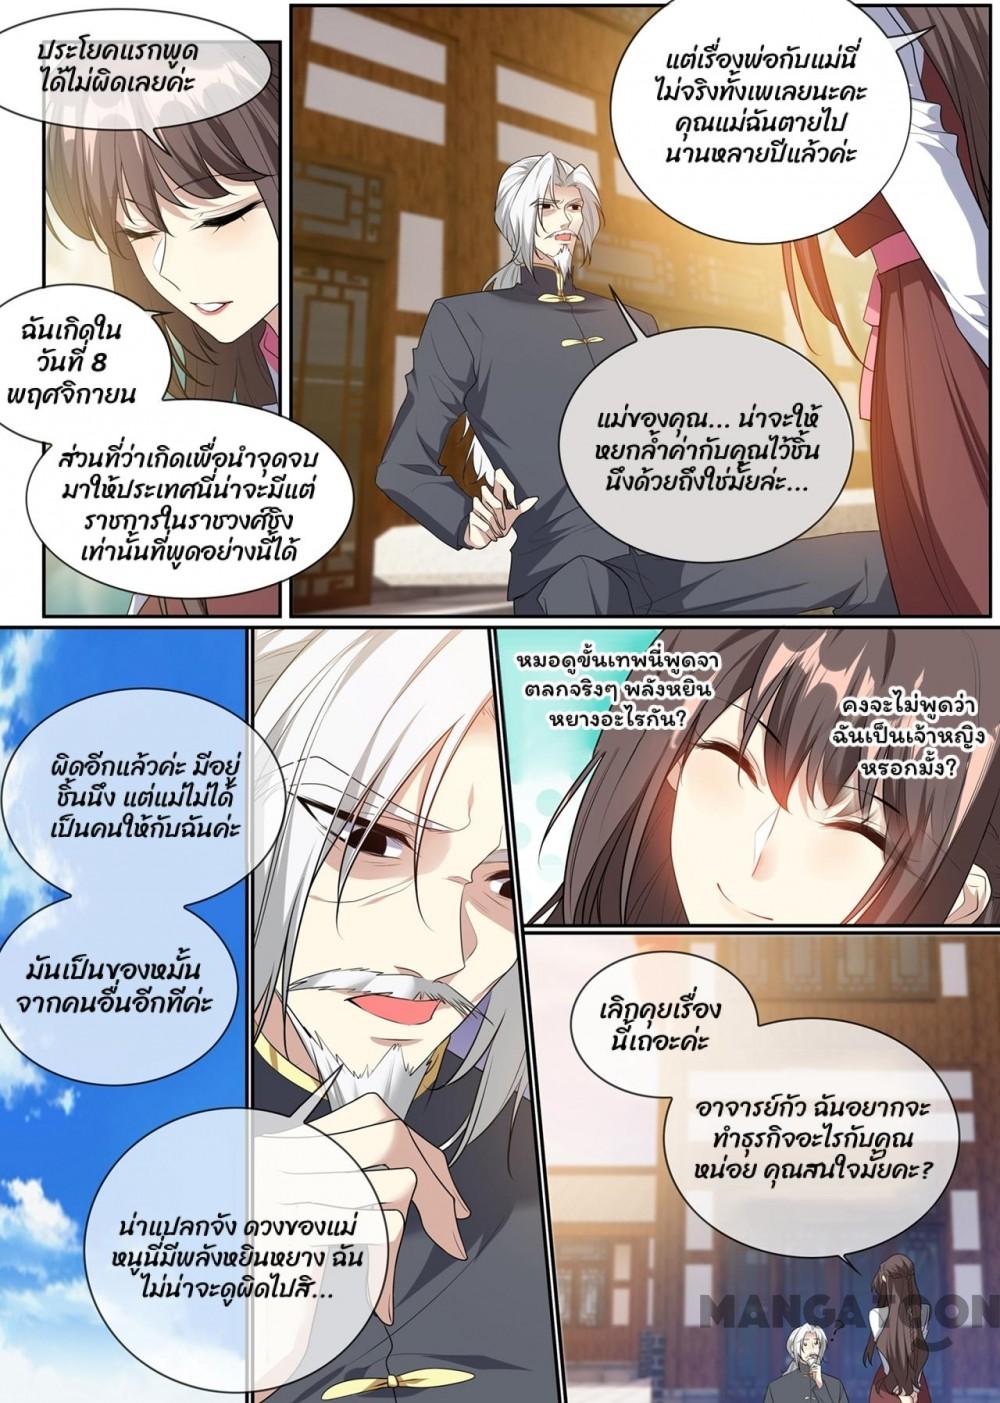 ประโยคแรกพูด
ได้ไม่ผิดเลยค่ะ
ฉันเกิดใน
วันที่ 8
พฤศจิกายน
ส่วนที่ว่าเกิดเพื่อนำจุดจบ
มาให้ประเทศนี่น่าจะมีแต่
ราชการในราชวงศ์ชิง
เท่านั้นที่พูดอย่างนี้ได้
แต่เรื่องพ่อกับแม่นี่
ไม่จริงทั้งเพเลยนะคะ
คุณแม่ฉันตายไป
นานหลายปีแล้วค่ะ
แม่ของคุณ... น่าจะให้
หยกล้ำค่ากับคุณไว้ชิ้น
นึงด้วยถึงใช่มั้ยล่ะ...
ผิดอีกแล้วค่ะ มีอยู่
ชิ้นนึง แต่แม่ไม่ได้
เป็นคนให้กับฉันค่ะ
มันเป็นของหมั้น
จากคนอื่นอีกทีค่ะ
น่าแปลกจัง ดวงของแม่
หนูนี่มีพลังหยินหยาง ฉัน
ไม่น่าจะดูผิดไปสิ...
หมอดูขั้นเทพนี่พูดจา
ตลกจริงๆ พลังหยิน
หยางอะไรกัน?
คงจะไม่พูดว่า
ฉันเป็นเจ้าหญิง
หรอกมั้ง?
เลิกคุยเรื่อง
นี้เถอะค่ะ
อาจารย์กัว ฉันอยากจะ
ทำธุรกิจอะไรกับคุณ
หน่อย คุณสนใจมั้ยคะ?
?
MANGATOON